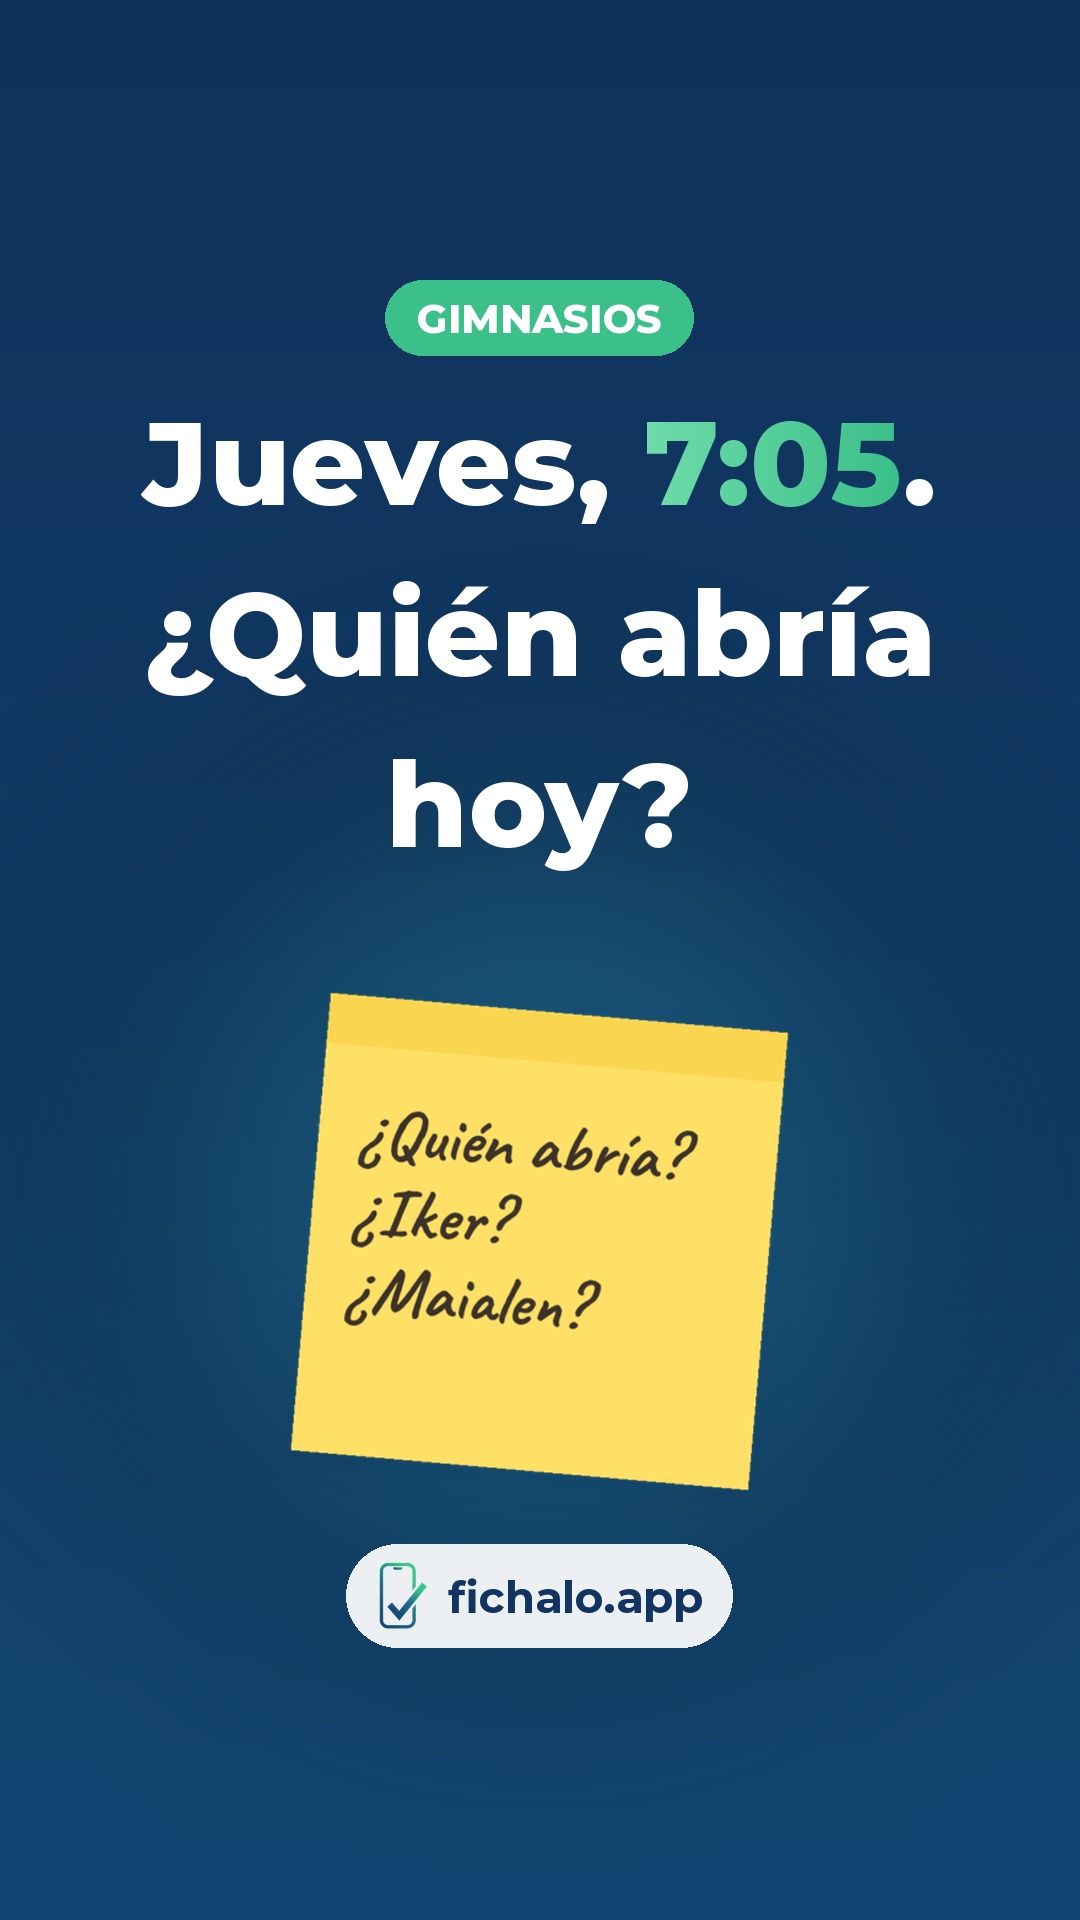 GIMNASIOS
Jueves, 7:05.
¿Quién abría
hoy?
¿Quién abría?
¿Iker?
¿Maialen?
fichalo.app